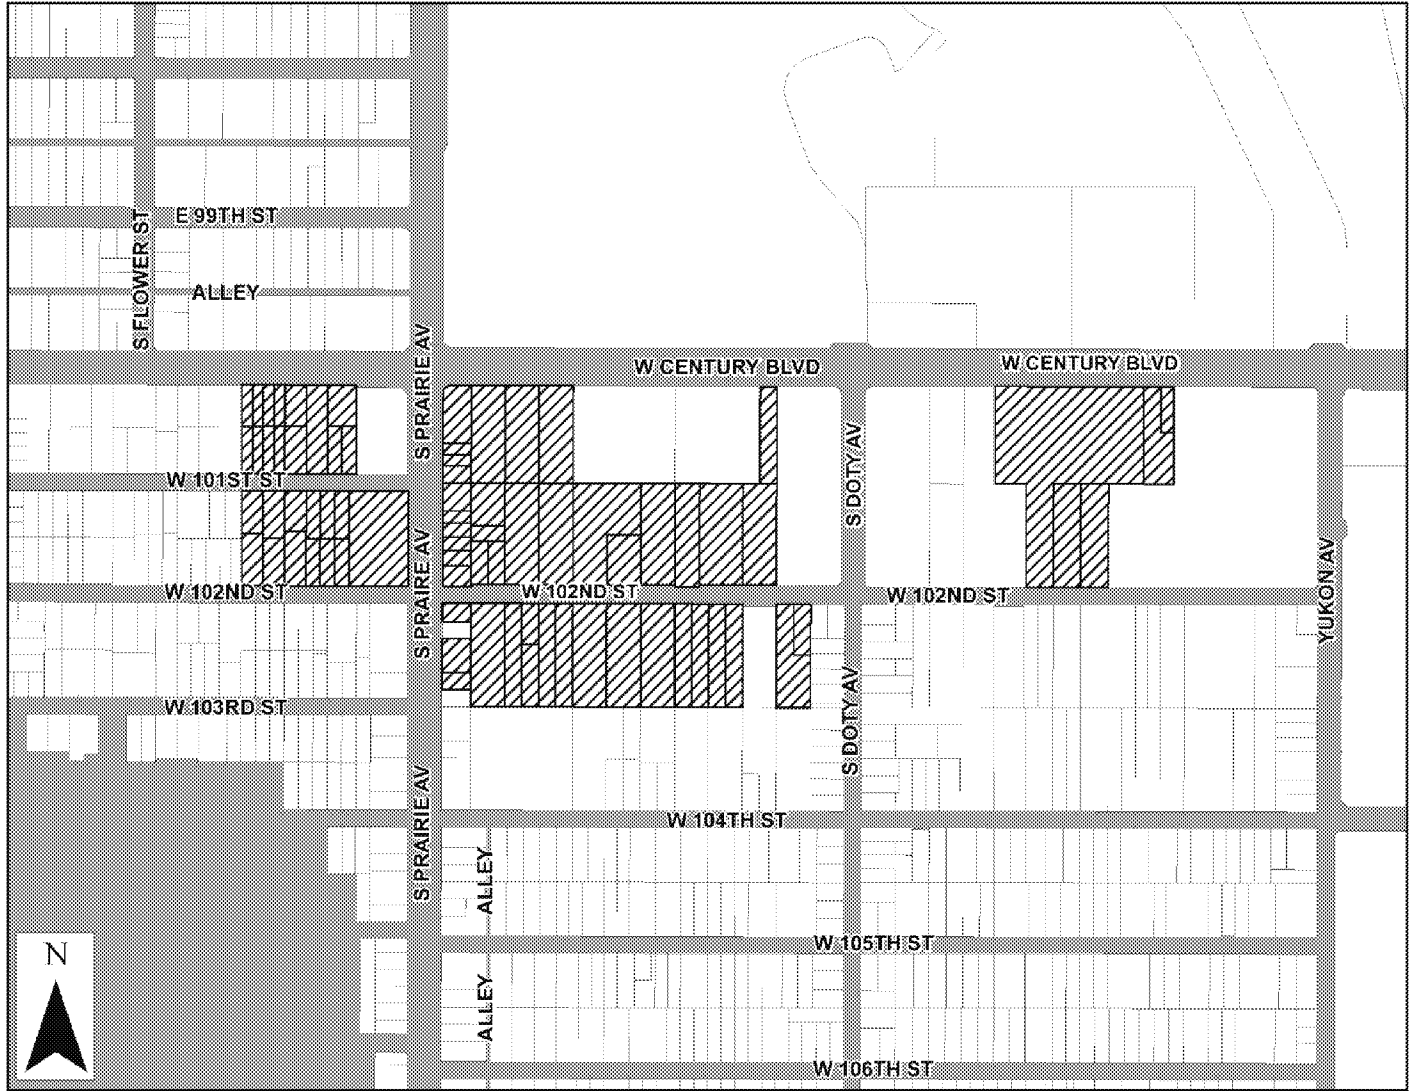 E 99TH ST
S FLOWER ST
ALLEY
S PRAIRIE AV
W CENTURY BLVD
W CENTURY BLVD
W 101ST ST
S PRAIRE AV
S DOTY AV
W 102ND ST
W 102ND ST
W 102ND ST
YUKON AV
W 103RD ST
S DOTY AV
S PRAIRIE AV
W 104TH ST
ALLEY
W 105TH ST
N
ALLEY
W 106TH ST